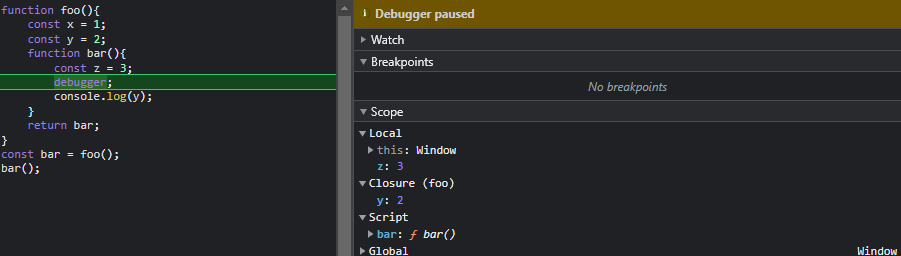 function foo(){
const x = 1;
const y = 2;
function bar(){
const z = 3;
debugger;
console.log(y);
}
return bar;
}
const bar = foo();
bar();
Debugger paused
Watch
Breakpoints
No breakpoints
Scope
Local
this: Window
z: 3
Closure (foo)
y: 2
Script
bar: ƒ bar()
Global Window